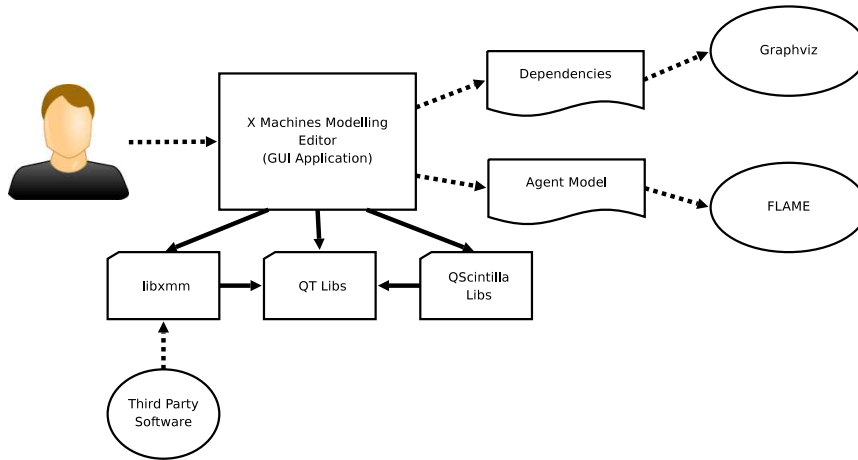 Graphviz
Dependencies
X Machines Modelling
Editor
(GUI Application)
Agent Model
FLAME
libxmm
QT Libs
QScintilla
Libs
Third Party
Software